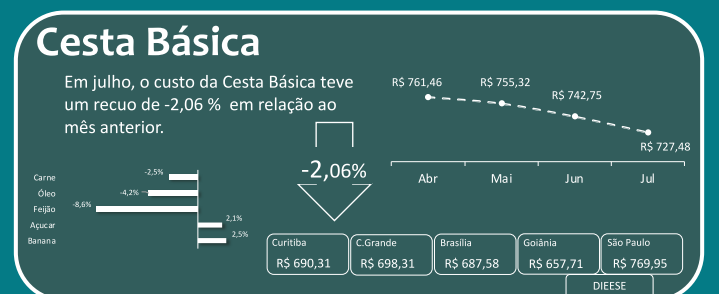 Cesta Básica
Em julho, o custo da Cesta Básica teve
um recuo de -2,06 % em relação ao
mês anterior.
R$ 761,46
R$ 755,32
R$ 742,75
R$ 727,48
Abr
Mai
Jun
Jul
-2,06%
Carne
-2,5%
Óleo
-4,2%
Feijão
-8,6%
Açucar
2,1%
Banana
2,5%
Curitiba
R$ 690,31
C.Grande
R$ 698,31
Brasília
R$ 687,58
Goiânia
R$ 657,71
São Paulo
R$ 769,95
DIEESE